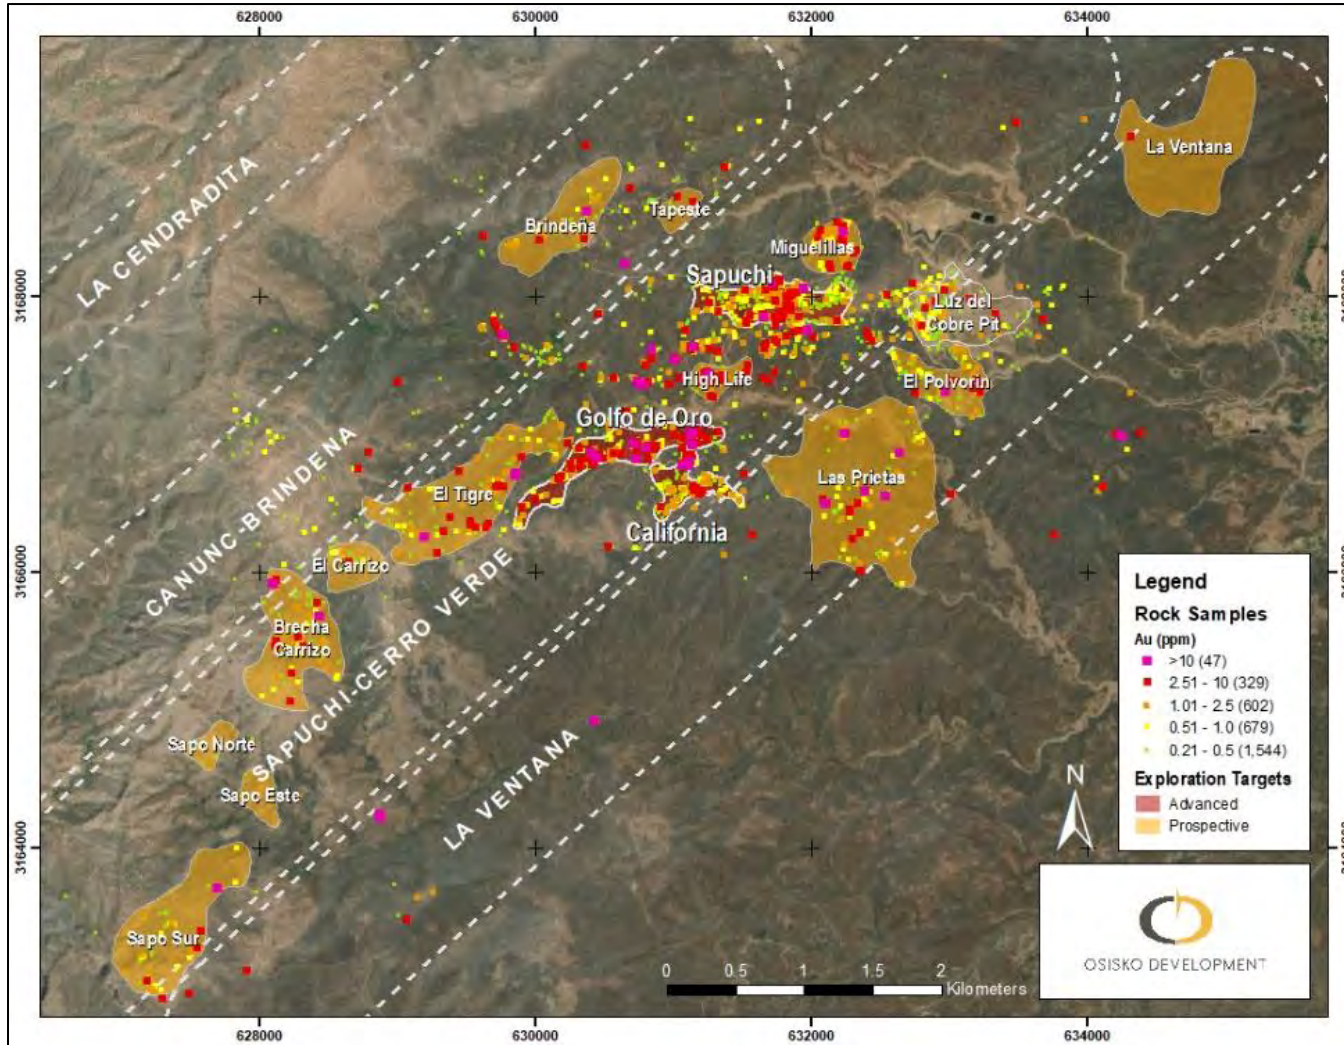 628000
630000
632000
634000
La Ventana
LA CENDRADITA
Brindeña
Tapeste
Miguelillas
Sapuchi
3168000
Luz del
Cobre Pit
High Life
El Polvorin
Golfo de Oro
CANUNC-BRINDENA
El Tigre
Las Prietas
California
3166000
El Carrizo
Brecha
Carrizo
SAPUCHI-CERRO VERDE
Sapo Norte
Sapo Este
LA VENTANA
3164000
Sapo Sur
Legend
Rock Samples
Au (ppm)
>10 (47)
2.51 - 10 (329)
1.01 - 2.5 (602)
0.51 - 1.0 (679)
0.21 - 0.5 (1,544)
Exploration Targets
Advanced
Prospective
N
0 0.5 1 1.5 2
Kilometers
OSISKO DEVELOPMENT
628000
630000
632000
634000